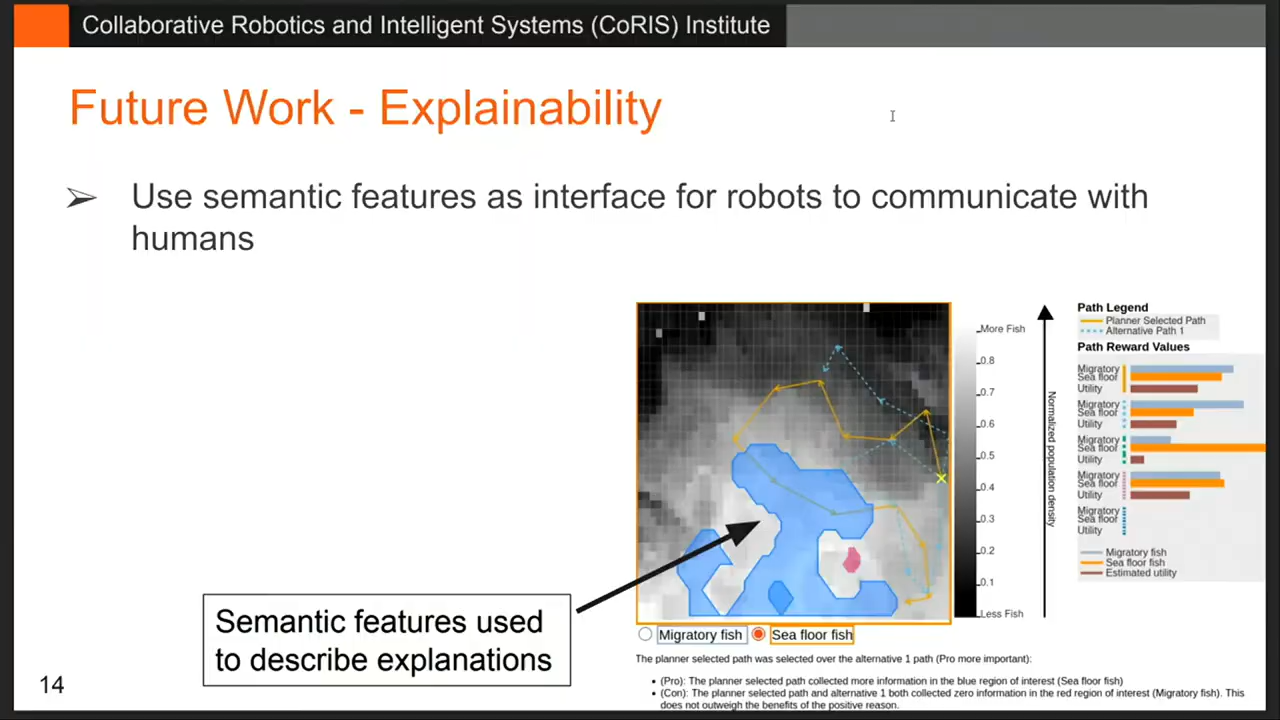 Collaborative Robotics and Intelligent Systems (CoRIS) Institute
Future Work - Explainability
➢ Use semantic features as interface for robots to communicate with
humans
More Fish
0.8
0.7
0.6
0.5
0.4
0.3
0.2
0.1
Less Fish
Normalized population density
Path Legend
Planner Selected Path
Alternative Path 1
Path Reward Values
Migratory
Sea floor
Utility
Migratory
Sea floor
Utility
Migratory
Sea floor
Utility
Migratory
Sea floor
Utility
Migratory
Sea floor
Utility
Migratory fish
Sea floor fish
Estimated utility
Semantic features used
to describe explanations
Migratory fish Sea floor fish
The planner selected path was selected over the alternative 1 path (Pro more important):
• (Pro): The planner selected path collected more information in the blue region of interest (Sea floor fish)
• (Con): The planner selected path and alternative 1 both collected zero information in the red region of interest (Migratory fish). This
does not outweigh the benefits of the positive reason.
14